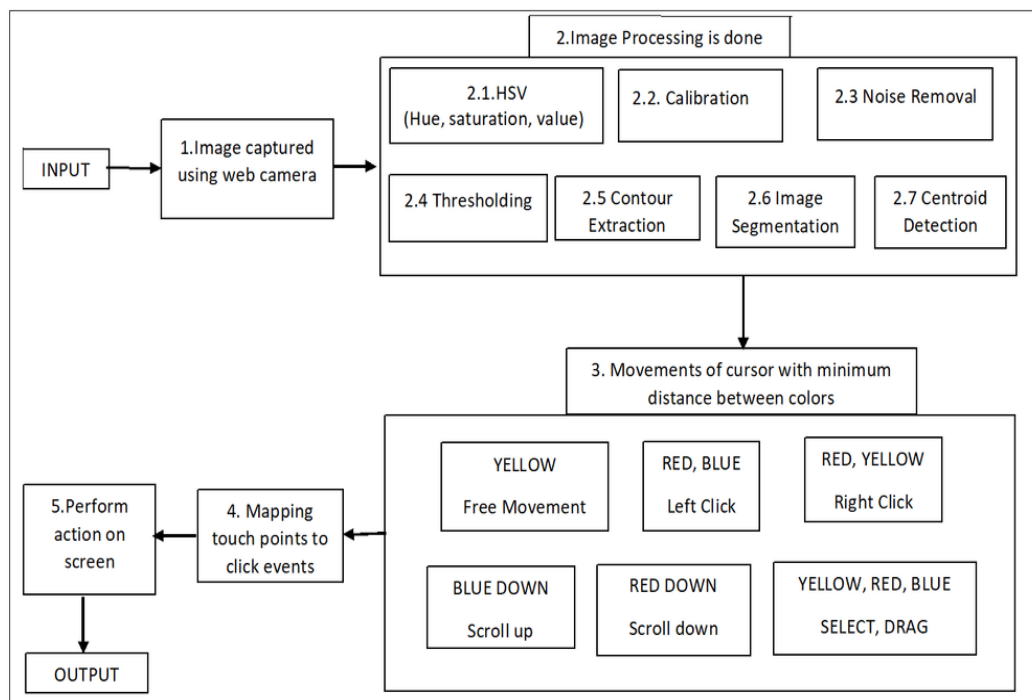 2.Image Processing is done
2.1.HSV
(Hue, saturation, value)
2.2. Calibration
2.3 Noise Removal
INPUT
1.Image captured
using web camera
2.4 Thresholding
2.5 Contour
Extraction
2.6 Image
Segmentation
2.7 Centroid
Detection
3. Movements of cursor with minimum
distance between colors
YELLOW
Free Movement
RED, BLUE
Left Click
RED, YELLOW
Right Click
BLUE DOWN
Scroll up
RED DOWN
Scroll down
YELLOW, RED, BLUE
SELECT, DRAG
4. Mapping
touch points to
click events
5.Perform
action on
screen
OUTPUT